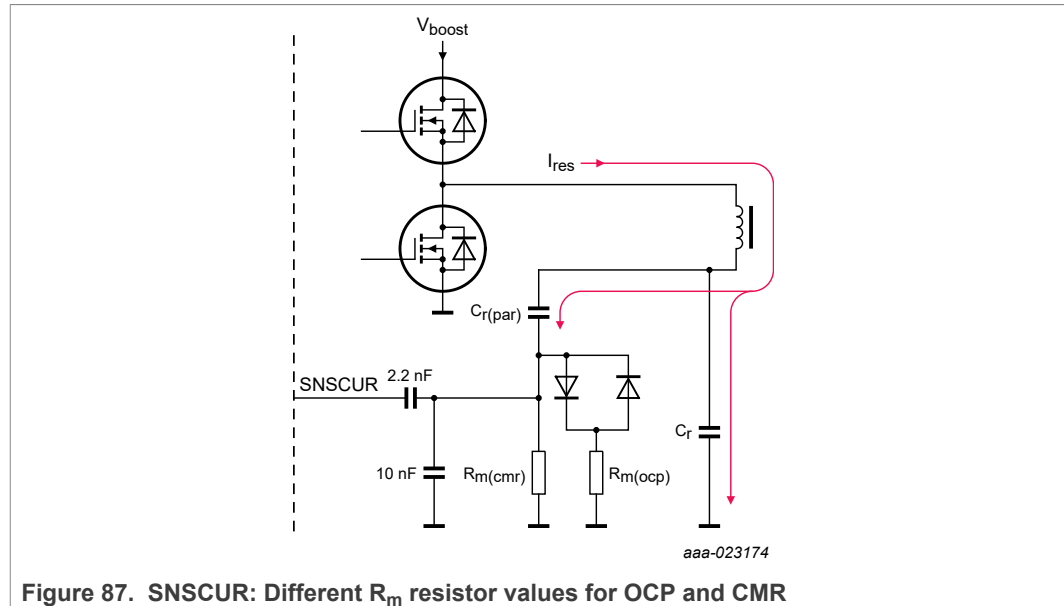 Vboost
Ires
Cr(par)
SNSCUR
2.2 nF
10 nF
Rm(cmr)
Rm(ocp)
Cr
aaa-023174
Figure 87. SNSCUR: Different Rm resistor values for OCP and CMR